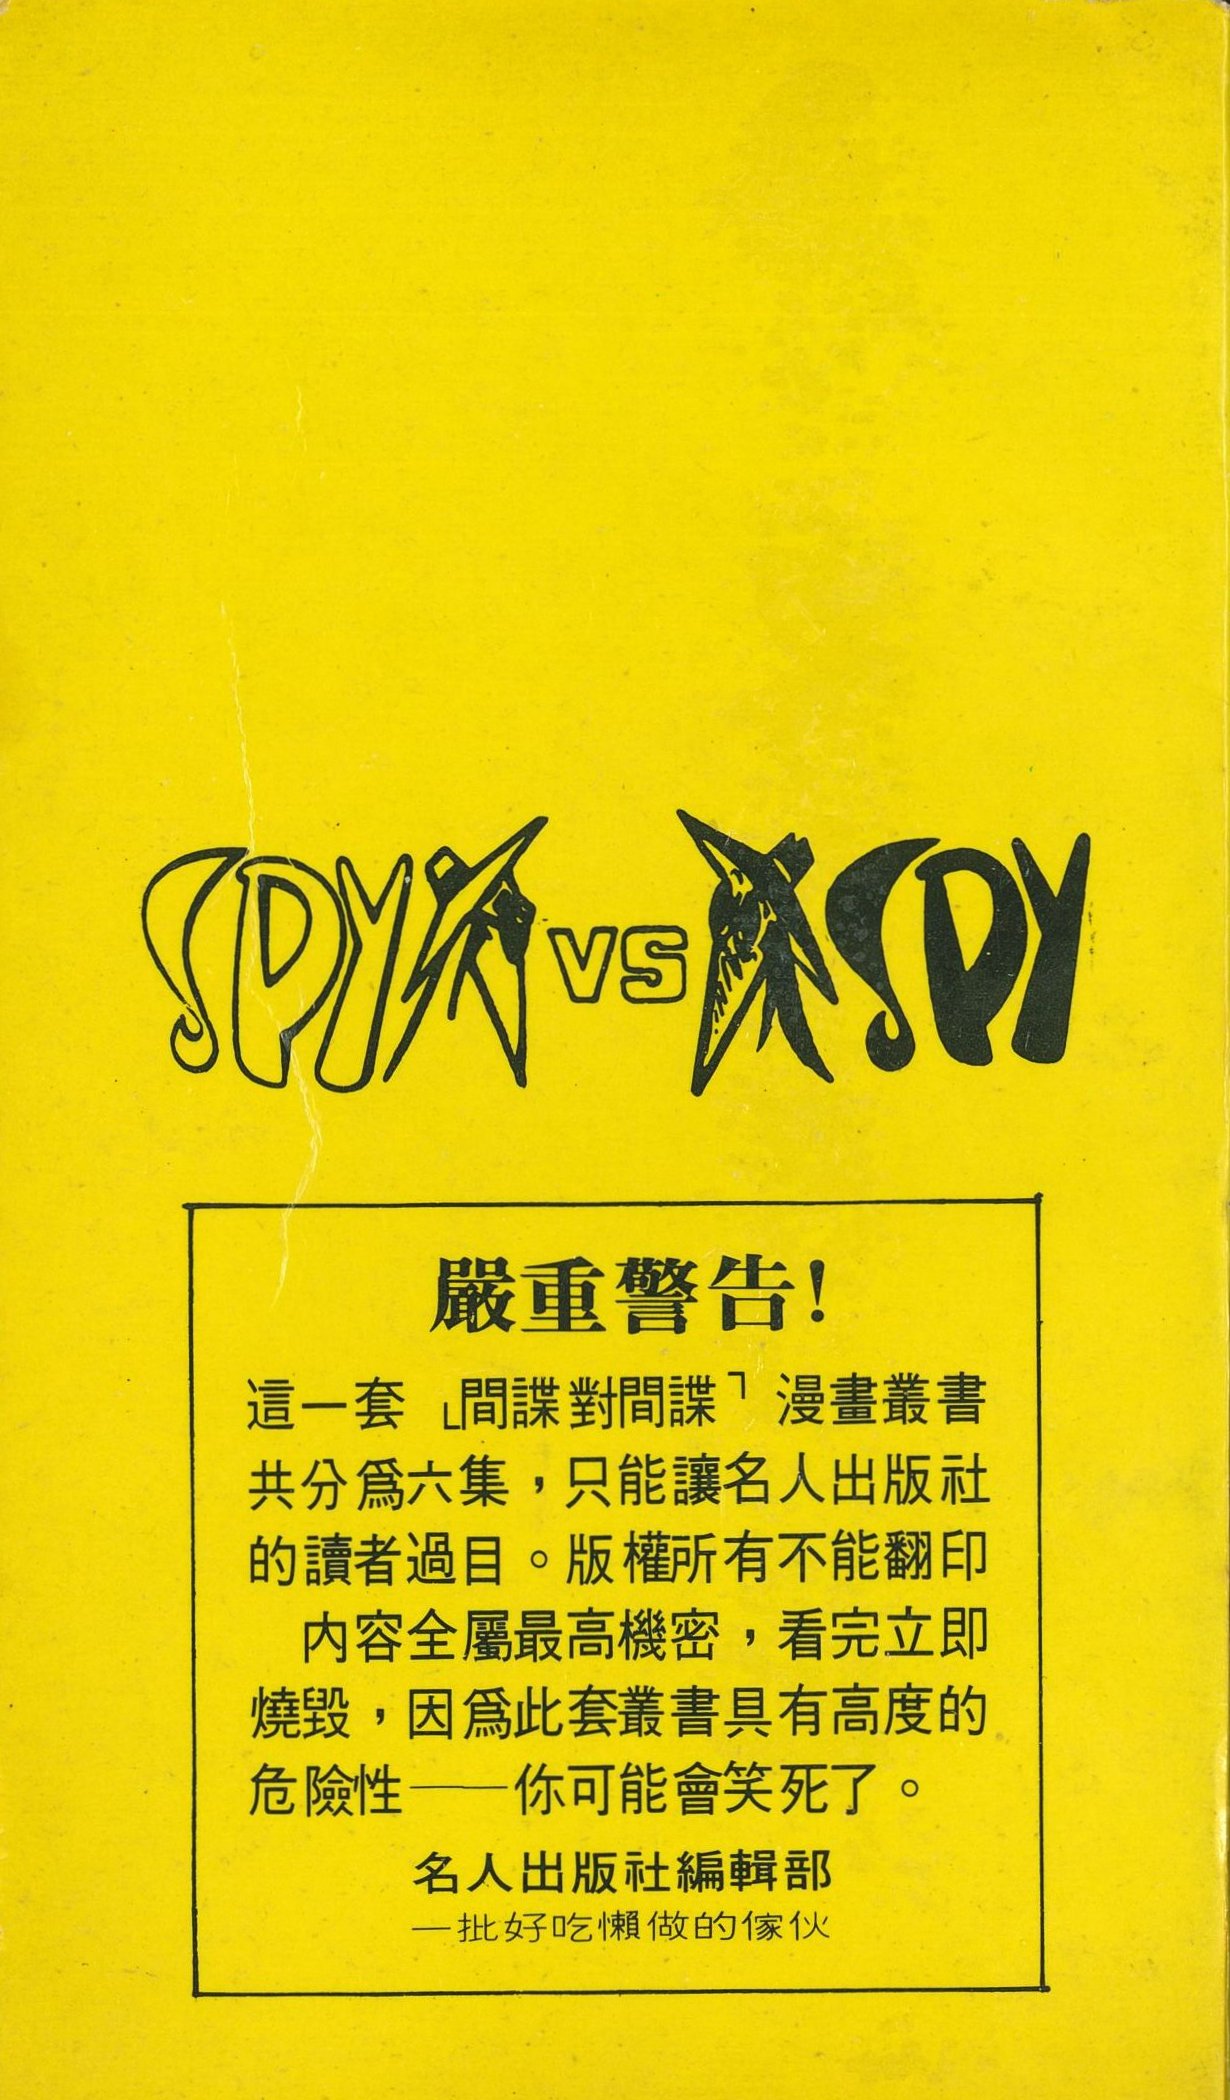 SPY VS SPY
嚴重警告!
這一套「間諜對間諜」漫畫叢書
共分爲六集，只能讓名人出版社
的讀者過目。版權所有不能翻印
內容全屬最高機密，看完立即
燒毀，因爲此套叢書具有高度的
危險性——你可能會笑死了。
名人出版社編輯部
一批好吃懶做的傢伙